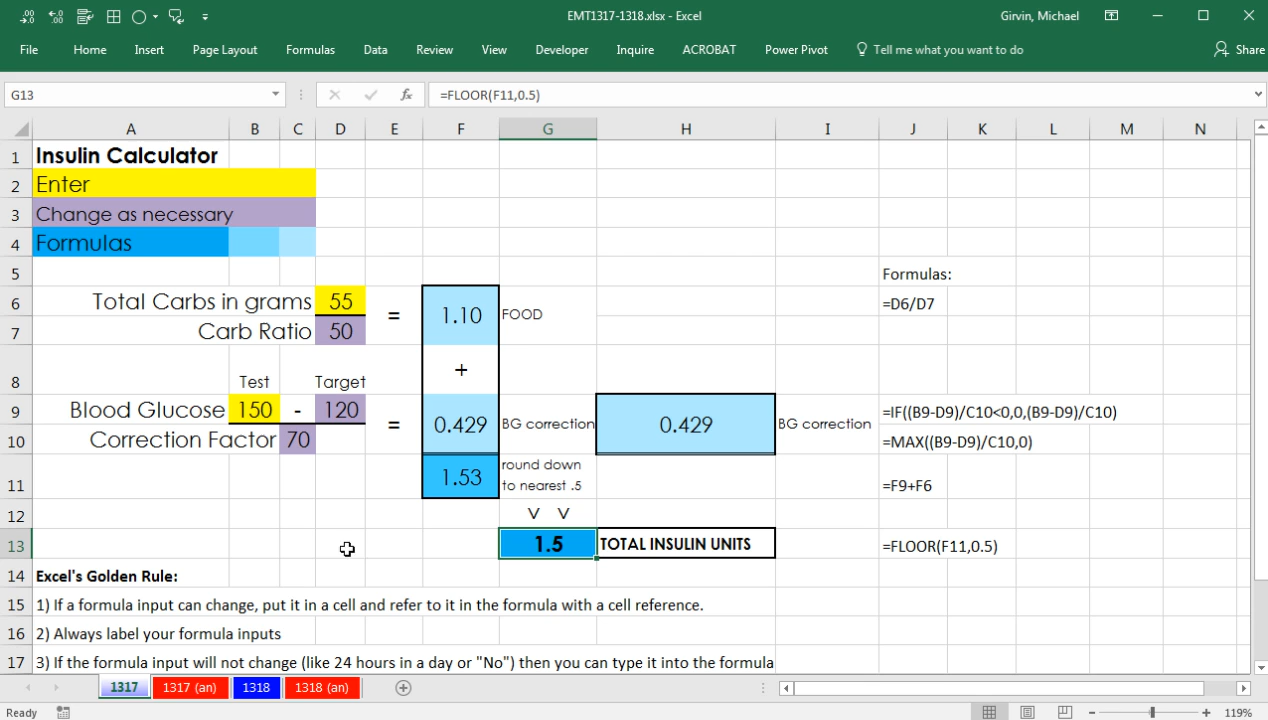 EMT1317-1318.xlsx - Excel
Girvin, Michael
File Home Insert Page Layout Formulas Data Review View Developer Inquire ACROBAT Power Pivot Tell me what you want to do Share
G13 fx =FLOOR(F11,0.5)
A B C D E F G H I J K L M N
1 Insulin Calculator
2 Enter
3 Change as necessary
4 Formulas
5 Formulas:
6 Total Carbs in grams 55 = 1.10 FOOD =D6/D7
7 Carb Ratio 50
8 Test Target +
9 Blood Glucose 150 - 120 = 0.429 BG correction 0.429 BG correction =IF((B9-D9)/C10<0,0,(B9-D9)/C10)
10 Correction Factor 70 =MAX((B9-D9)/C10,0)
11 1.53 round down to nearest .5 =F9+F6
12 V V
13 1.5 TOTAL INSULIN UNITS =FLOOR(F11,0.5)
14 Excel's Golden Rule:
15 1) If a formula input can change, put it in a cell and refer to it in the formula with a cell reference.
16 2) Always label your formula inputs
17 3) If the formula input will not change (like 24 hours in a day or "No") then you can type it into the formula
1317 1317 (an) 1318 1318 (an)
Ready 119%